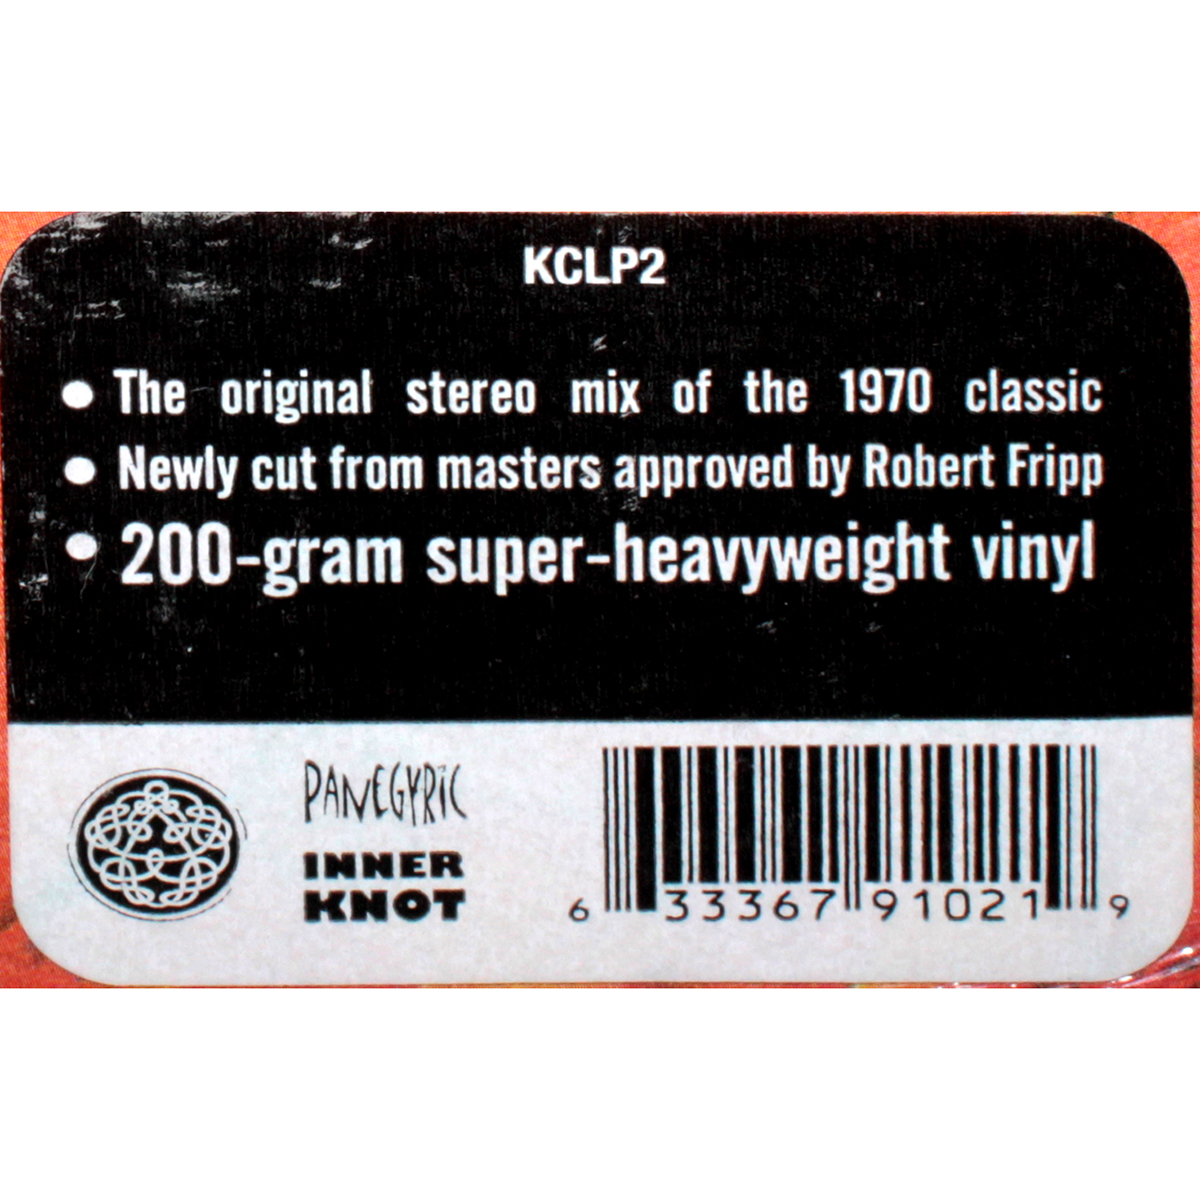 KCLP2
• The original stereo mix of the 1970 classic
• Newly cut from masters approved by Robert Fripp
• 200-gram super-heavyweight vinyl
PANEGYRIC
INNER
KNOT
6 33367 91021 9